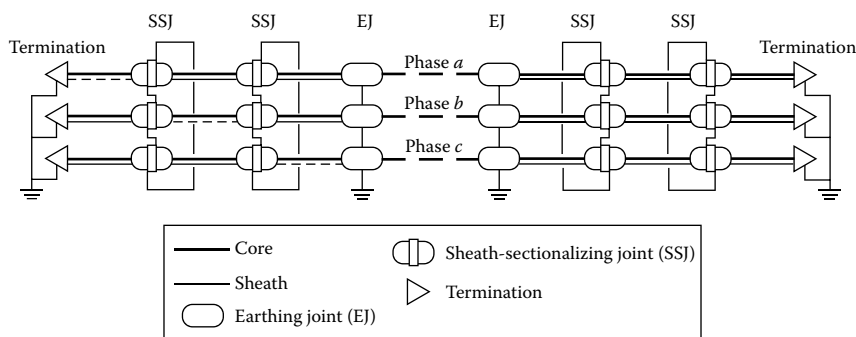 SSJ SSJ EJ EJ SSJ SSJ
Termination Termination
Phase a
Phase b
Phase c
Core
Sheath
Earthing joint (EJ)
Sheath-sectionalizing joint (SSJ)
Termination